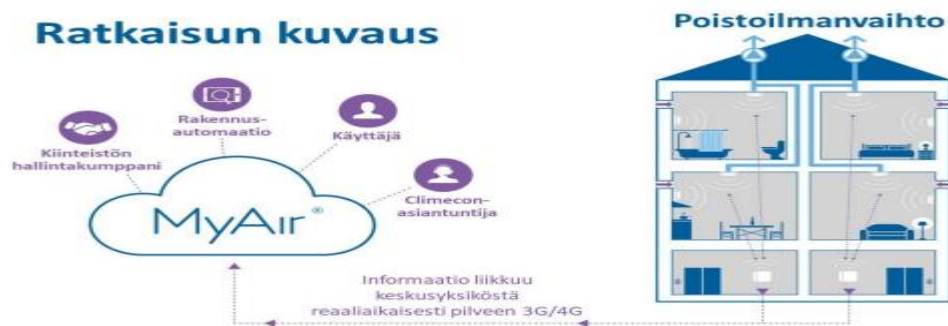 Ratkaisun kuvaus
Poistoilmanvaihto
Rakennus-
automaatio
Käyttäjä
Kiinteistön
hallintakumppani
Climecon-
asiantuntija
MyAir®
Informaatio liikkuu
keskusyksiköstä
reaaliaikaisesti pilveen 3G/4G